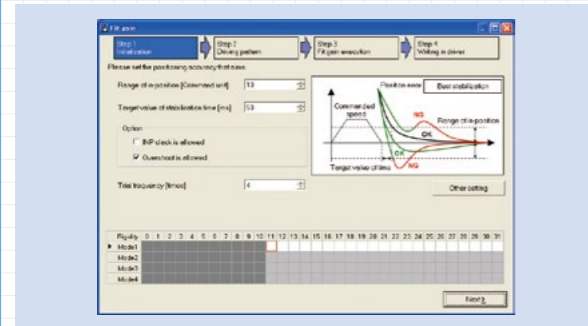 Fit gain
Step 1
Initialization
Step 2
Driving pattern
Step 3
Fit gain execution
Step 4
Writing in driver
Please set the positioning accuracy that aims.
Range of in-position [Command unit]
10
Target value of stabilization time [ms]
50
Option
INP clack is allowed
Overshoot is allowed
Trial frequency [times]
4
Position error
Best stabilization
Commanded
speed
NG
OK
Range of in-position
OK
NG
Target value of time
Other setting
Rigidity 0 1 2 3 4 5 6 7 8 9 10 11 12 13 14 15 16 17 18 19 20 21 22 23 24 25 26 27 28 29 30 31
Mode1
Mode2
Mode3
Mode4
Next